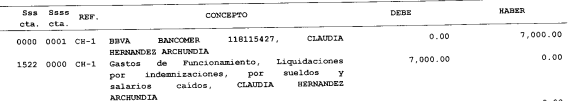 Sss Ssss REF. CONCEPTO DEBE HABER
cta. cta.
0000 0001 CH-1 BBVA BANCOMER 118115427, CLAUDIA 0.00 7,000.00
HERNANDEZ ARCHUNDIA
1522 0000 CH-1 Gastos de Funcionamiento, Liquidaciones 7,000.00 0.00
por indemnizaciones, por sueldos y
salarios caidos, CLAUDIA HERNANDEZ
ARCHUNDIA